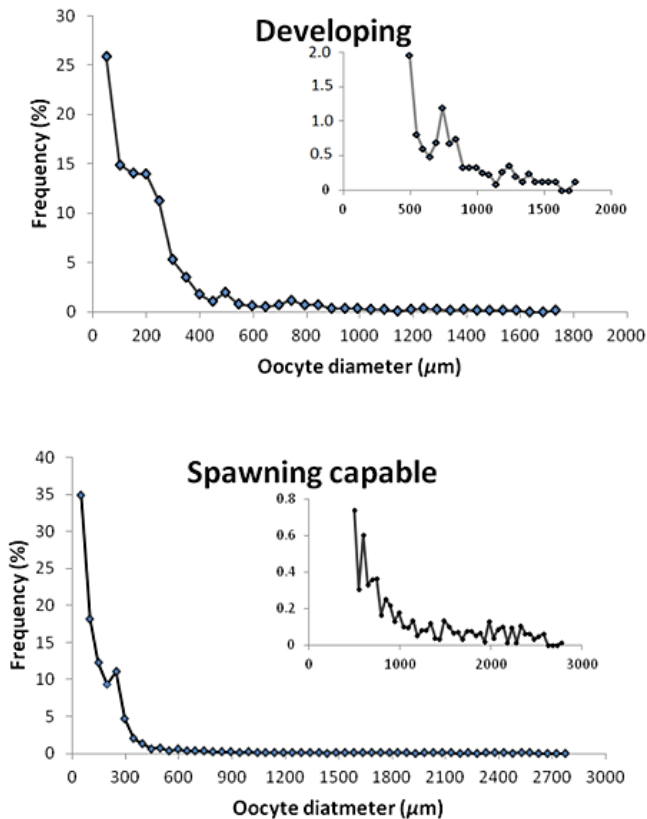 Developing
30
25
20
15
10
5
0
Frequency (%)
2.0
1.5
1.0
0.5
0
0 500 1000 1500 2000
0 200 400 600 800 1000 1200 1400 1600 1800 2000
Oocyte diameter (µm)
Spawning capable
40
35
30
25
20
15
10
5
0
Frequency (%)
0.8
0.6
0.4
0.2
0
0 1000 2000 3000
0 300 600 900 1200 1500 1800 2100 2400 2700 3000
Oocyte diatmeter (µm)